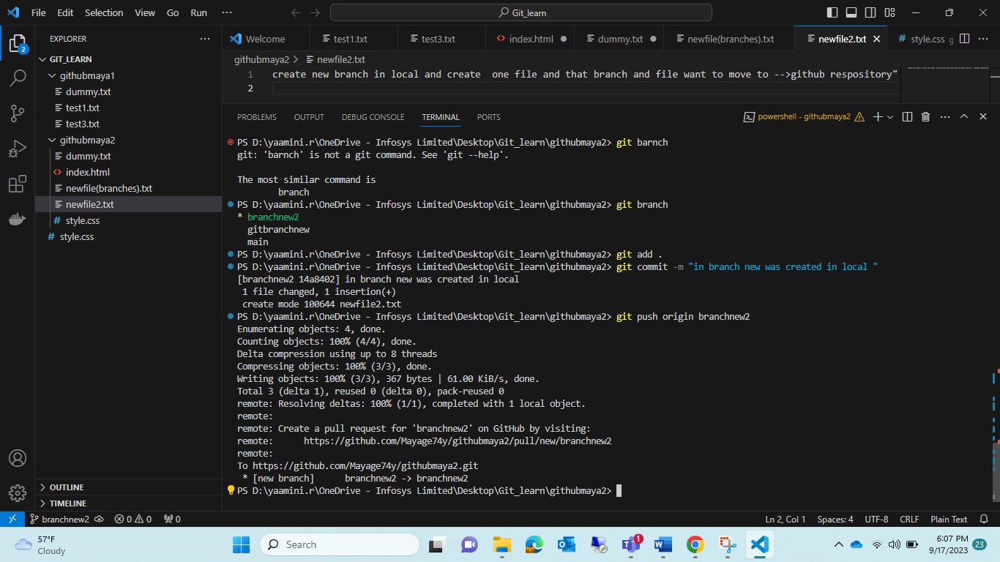 File Edit Selection View Go Run ··· Git_learn
EXPLORER ···
GIT_LEARN
githubmaya1
dummy.txt
test1.txt
test3.txt
githubmaya2
dummy.txt
index.html
newfile(branches).txt
newfile2.txt
style.css
style.css
OUTLINE
TIMELINE
2
Welcome test1.txt test3.txt index.html dummy.txt newfile(branches).txt newfile2.txt style.css g ···
githubmaya2 > newfile2.txt
1 create new branch in local and create  one file and that branch and file want to move to -->github respository"
2
PROBLEMS OUTPUT DEBUG CONSOLE TERMINAL PORTS powershell - githubmaya2 ···
PS D:\yaamini.r\OneDrive - Infosys Limited\Desktop\Git_learn\githubmaya2> git barnch
git: 'barnch' is not a git command. See 'git --help'.
The most similar command is
branch
PS D:\yaamini.r\OneDrive - Infosys Limited\Desktop\Git_learn\githubmaya2> git branch
* branchnew2
gitbranchnew
main
PS D:\yaamini.r\OneDrive - Infosys Limited\Desktop\Git_learn\githubmaya2> git add .
PS D:\yaamini.r\OneDrive - Infosys Limited\Desktop\Git_learn\githubmaya2> git commit -m "in branch new was created in local "
[branchnew2 14a8402] in branch new was created in local
1 file changed, 1 insertion(+)
create mode 100644 newfile2.txt
PS D:\yaamini.r\OneDrive - Infosys Limited\Desktop\Git_learn\githubmaya2> git push origin branchnew2
Enumerating objects: 4, done.
Counting objects: 100% (4/4), done.
Delta compression using up to 8 threads
Compressing objects: 100% (3/3), done.
Writing objects: 100% (3/3), 367 bytes | 61.00 KiB/s, done.
Total 3 (delta 1), reused 0 (delta 0), pack-reused 0
remote: Resolving deltas: 100% (1/1), completed with 1 local object.
remote:
remote: Create a pull request for 'branchnew2' on GitHub by visiting:
remote:      https://github.com/Mayage74y/githubmaya2/pull/new/branchnew2
remote:
To https://github.com/Mayage74y/githubmaya2.git
* [new branch]      branchnew2 -> branchnew2
PS D:\yaamini.r\OneDrive - Infosys Limited\Desktop\Git_learn\githubmaya2>
branchnew2 0 0 0 Ln 2, Col 1 Spaces: 4 UTF-8 CRLF Plain Text
57°F
Cloudy
Search
1
6:07 PM
9/17/2023
23